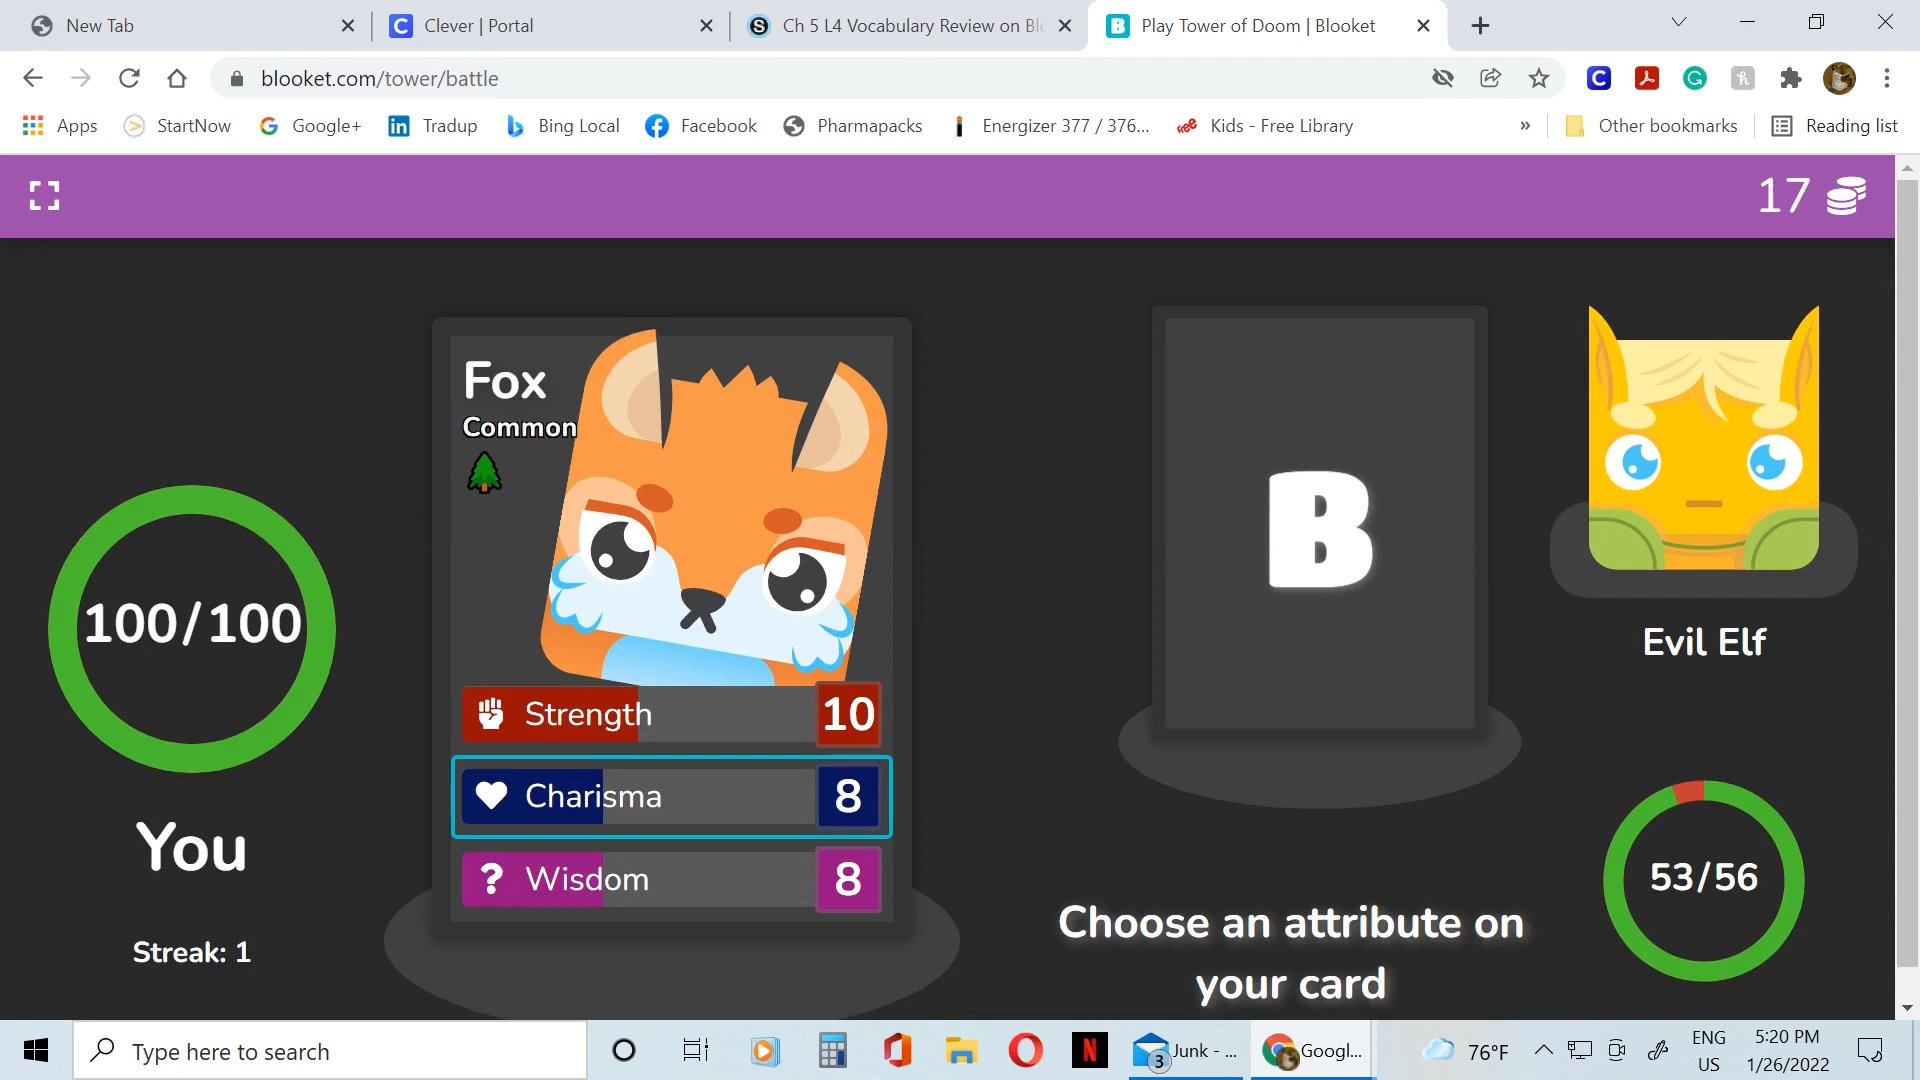 New Tab
Clever | Portal
Ch 5 L4 Vocabulary Review on Blo
Play Tower of Doom | Blooket
blooket.com/tower/battle
Apps
StartNow
Google+
Tradup
Bing Local
Facebook
Pharmapacks
Energizer 377 / 376...
Kids - Free Library
»
Other bookmarks
Reading list
17
Fox
Common
Strength
10
Charisma
8
Wisdom
8
100/100
You
Streak: 1
B
Evil Elf
53/56
Choose an attribute on
your card
Type here to search
3
Junk - ...
Googl...
76°F
ENG
US
5:20 PM
1/26/2022